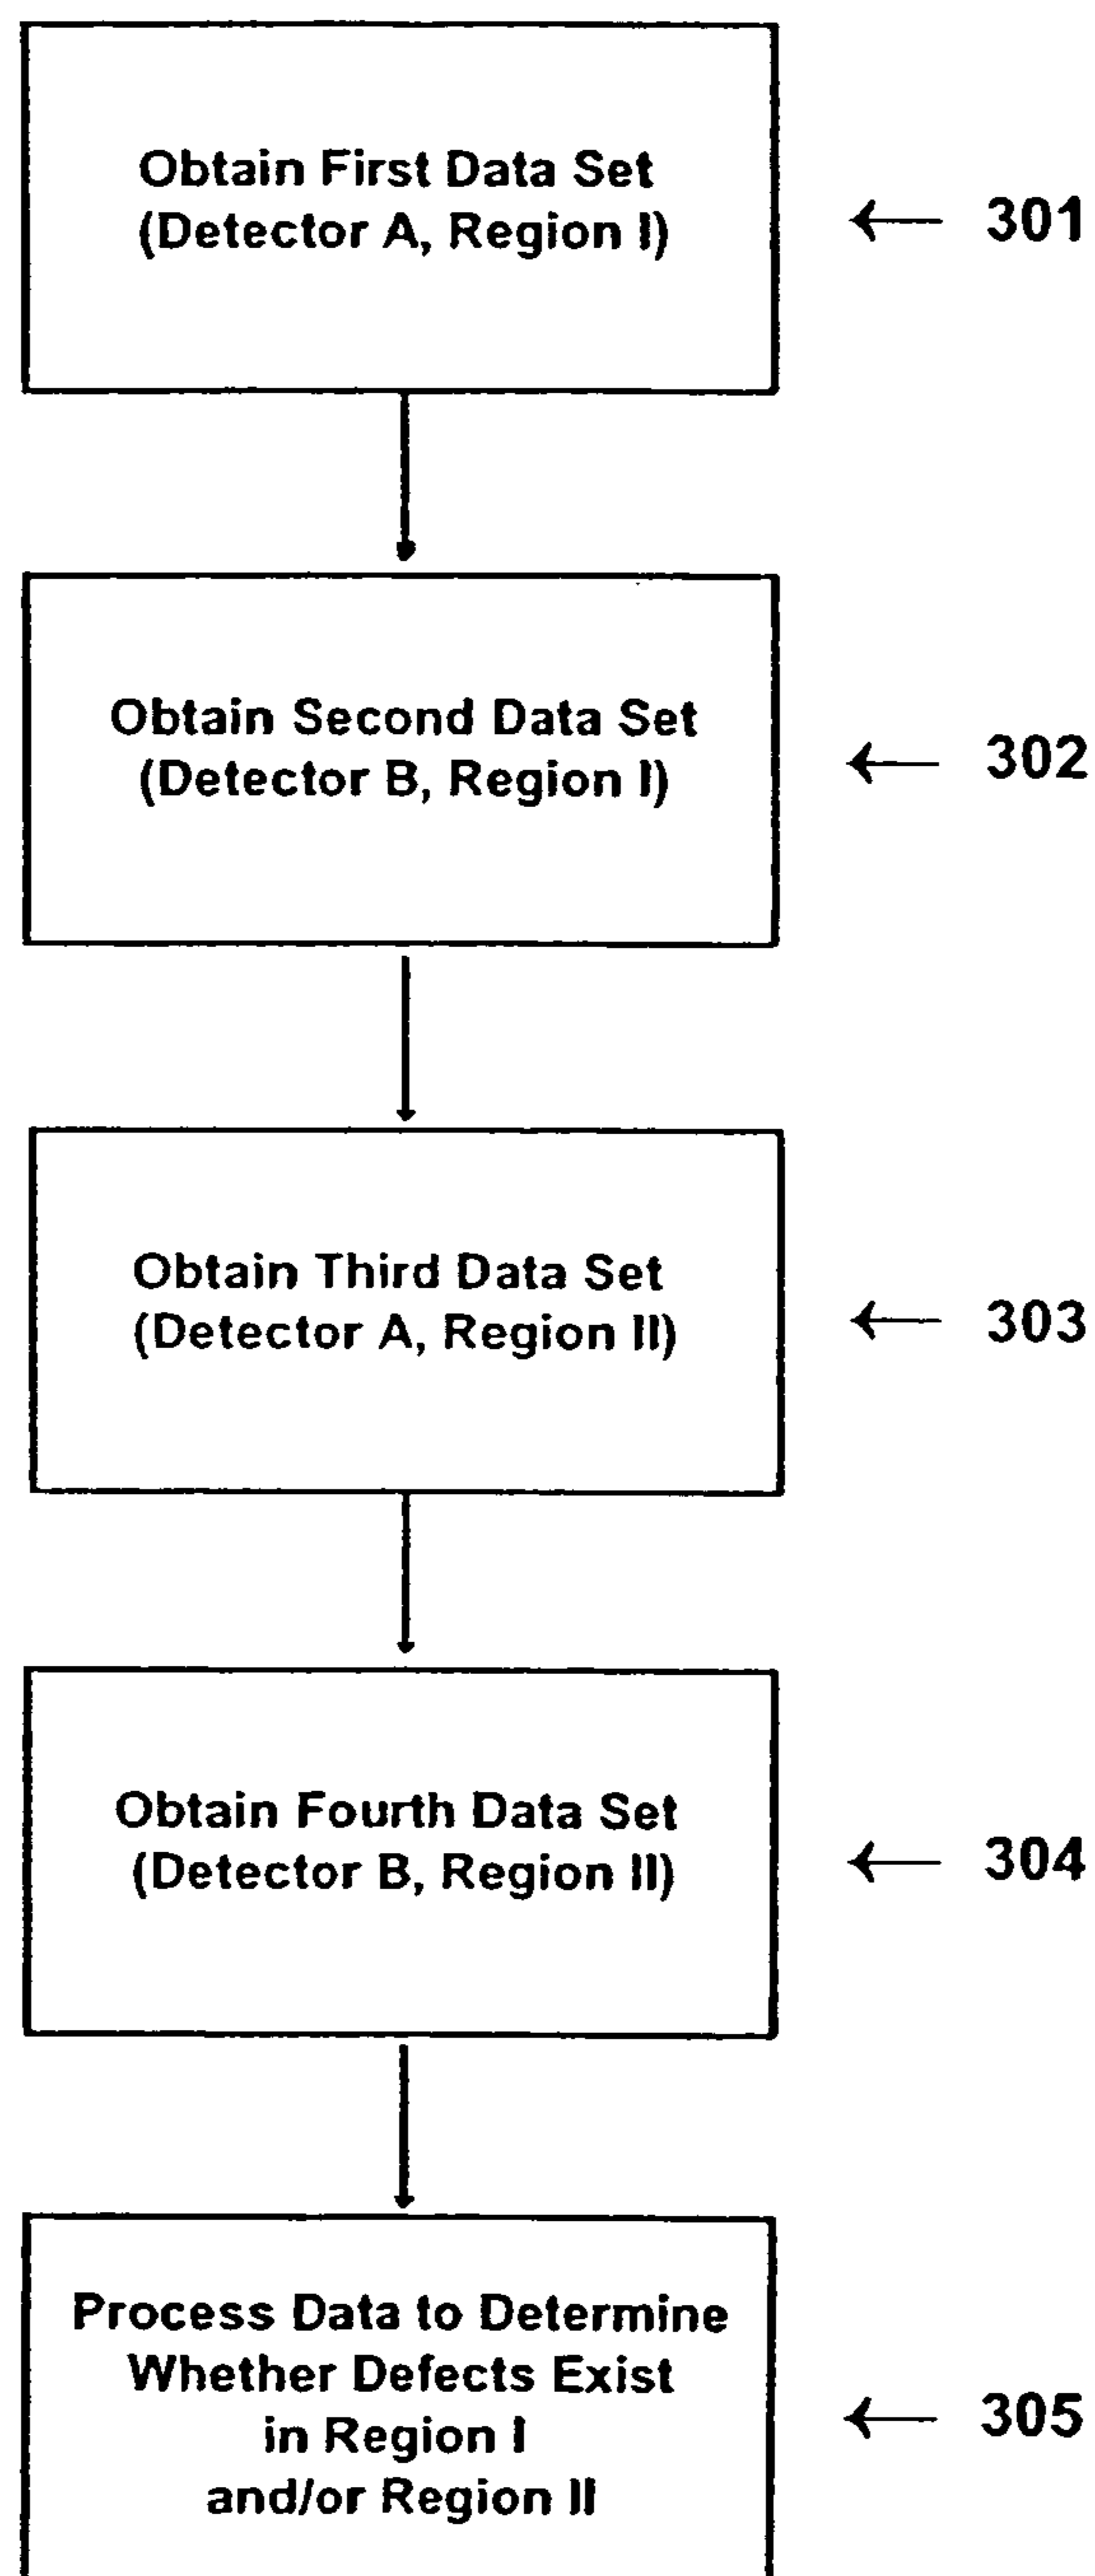 Obtain First Data Set
(Detector A, Region I)
301
Obtain Second Data Set
(Detector B, Region I)
302
Obtain Third Data Set
(Detector A, Region II)
303
Obtain Fourth Data Set
(Detector B, Region II)
304
Process Data to Determine
Whether Defects Exist
in Region I
and/or Region II
305